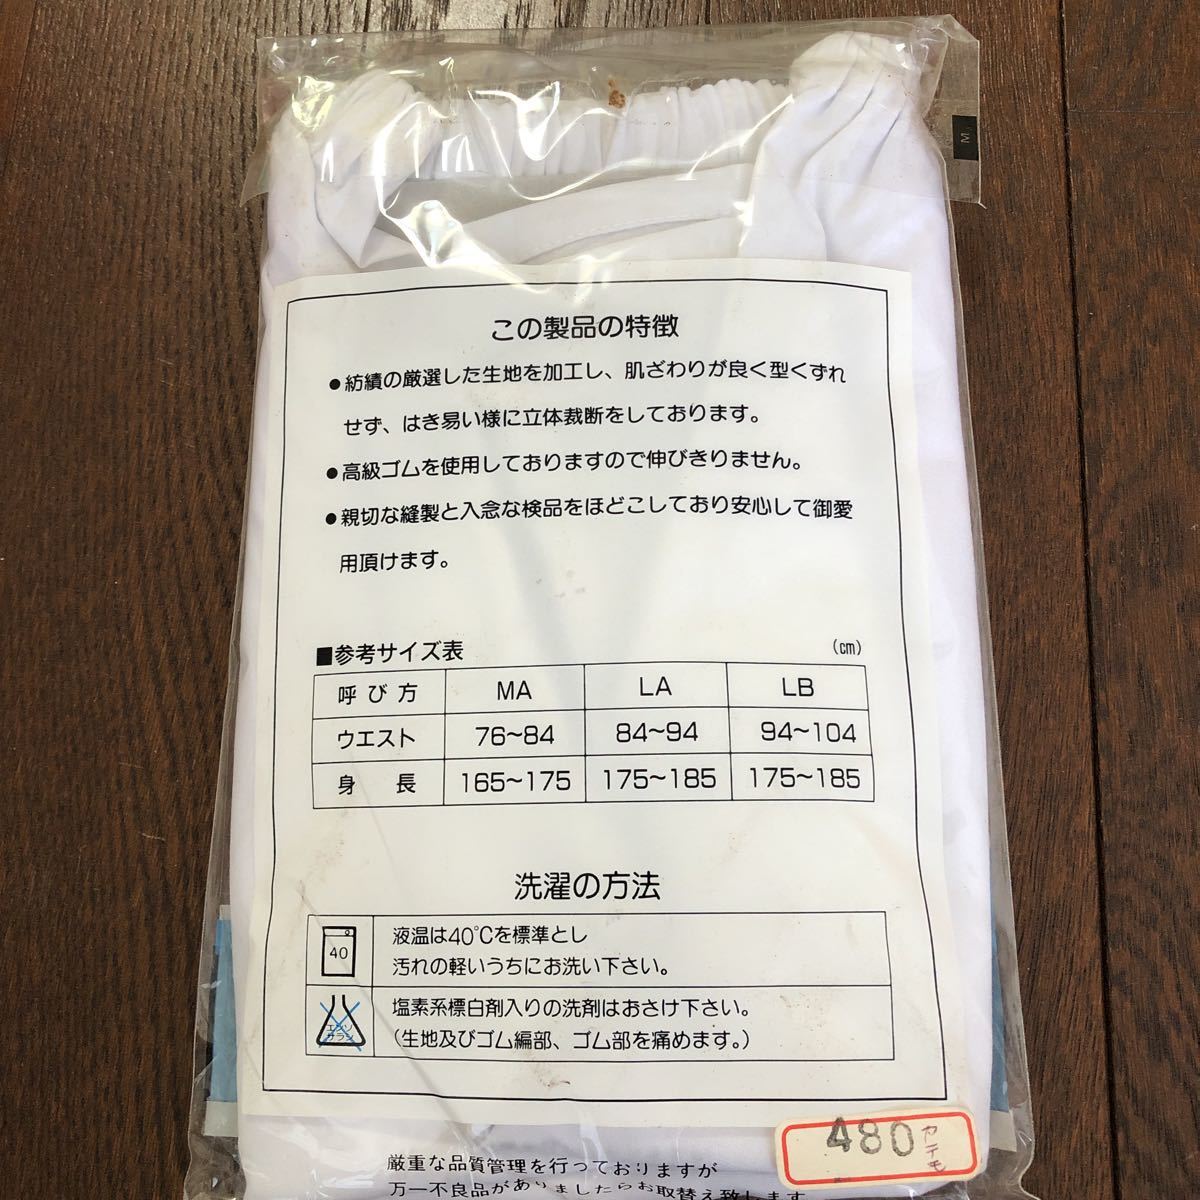 M
この製品の特徴
●紡績の厳選した生地を加工し、肌ざわりが良く型くずれ
せず、はき易い様に立体裁断をしております。
●高級ゴムを使用しておりますので伸びきりません。
●親切な縫製と入念な検品をほどこしており安心して御愛
用頂けます。
■参考サイズ表 (cm)
呼び方 MA LA LB
ウエスト 76~84 84~94 94~104
身長 165~175 175~185 175~185
洗濯の方法
40 液温は40℃を標準とし
汚れの軽いうちにお洗い下さい。
エンソ
サラシ
塩素系標白剤入りの洗剤はおさけ下さい。
(生地及びゴム編部、ゴム部を痛めます。)
480
厳重な品質管理を行っておりますが
万一不良品がありましたらお取替え致します